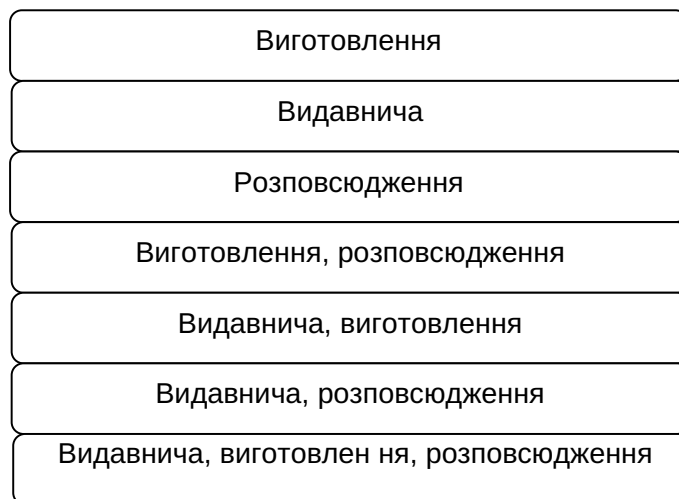 Виготовлення
Видавнича
Розповсюдження
Виготовлення, розповсюдження
Видавнича, виготовлення
Видавнича, розповсюдження
Видавнича, виготовлен ня, розповсюдження